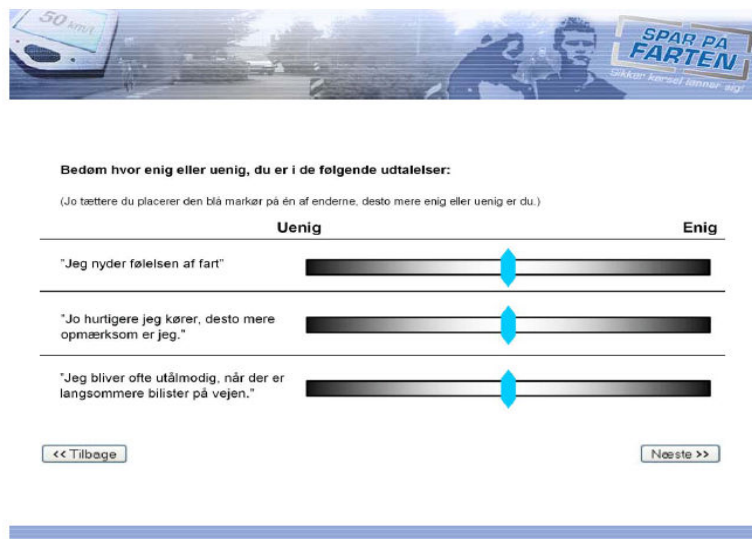 50 km/t
SPAR PÅ
FARTEN
Sikker kørsel lønner sig!
Bedøm hvor enig eller uenig, du er i de følgende udtalelser:
(Jo tættere du placerer den blå markør på én af enderne, desto mere enig eller uenig er du.)
Uenig Enig
"Jeg nyder følelsen af fart"
"Jo hurtigere jeg kører, desto mere
opmærksom er jeg."
"Jeg bliver ofte utålmodig, når der er
langsommere bilister på vejen."
<< Tilbage Næste >>